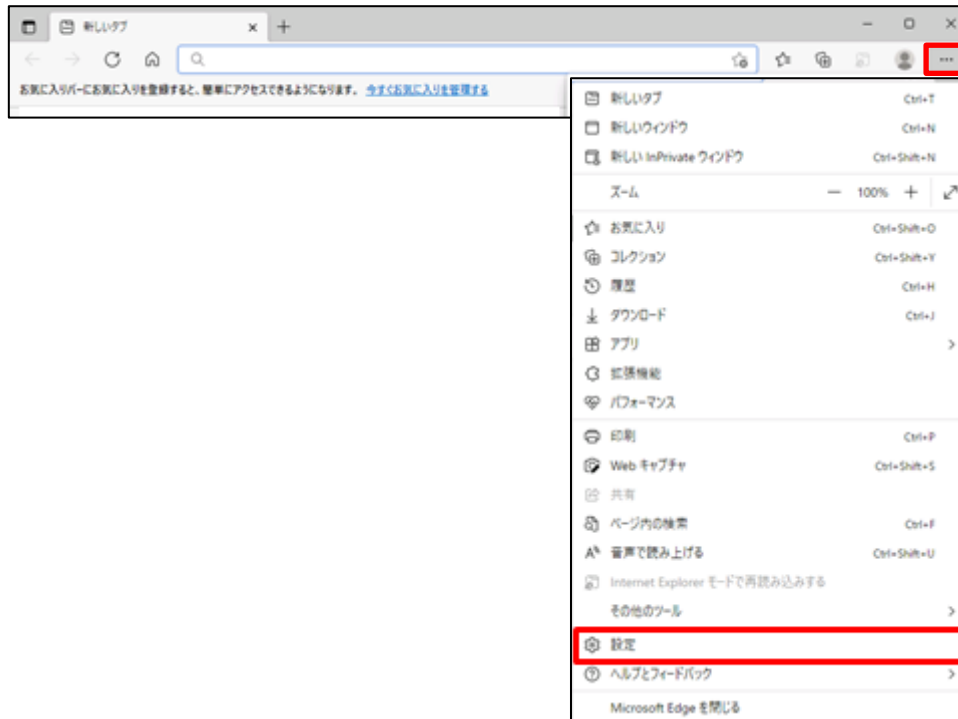 新しいタブ
お気に入りバーにお気に入りを登録すると、簡単にアクセスできるようになります。 今すぐお気に入りを管理する
新しいタブ Ctrl+T
新しいウィンドウ Ctrl+N
新しい InPrivate ウィンドウ Ctrl+Shift+N
ズーム 100%
お気に入り Ctrl+Shift+O
コレクション Ctrl+Shift+Y
履歴 Ctrl+H
ダウンロード Ctrl+J
アプリ
拡張機能
パフォーマンス
印刷 Ctrl+P
Web キャプチャ Ctrl+Shift+S
共有
ページ内の検索 Ctrl+F
音声で読み上げる Ctrl+Shift+U
Internet Explorer モードで再読み込みする
その他のツール
設定
ヘルプとフィードバック
Microsoft Edge を閉じる